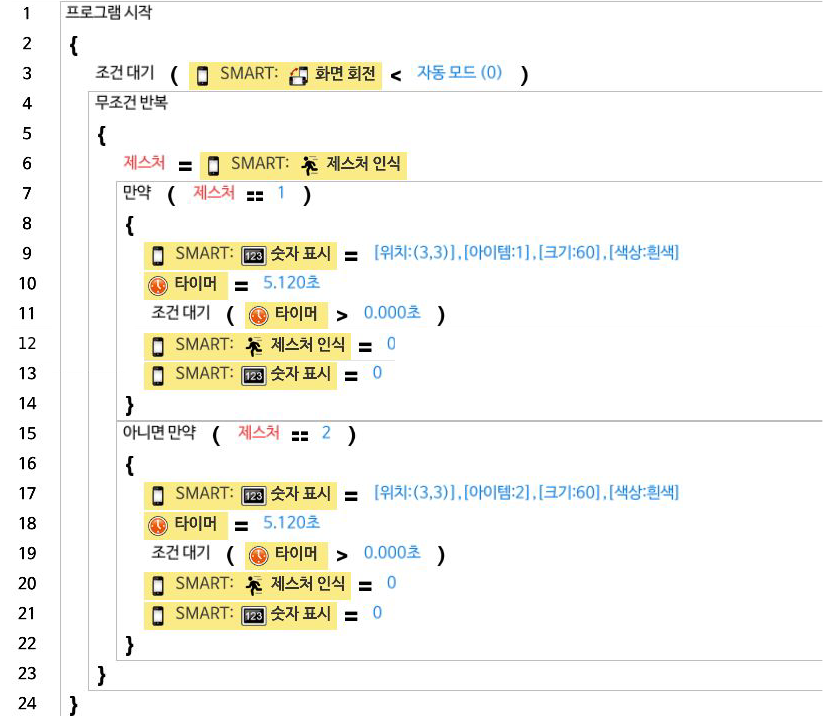 1 프로그램 시작
2 {
3 조건 대기 ( SMART: 화면 회전 < 자동 모드 (0) )
4 무조건 반복
5 {
6 제스처 = SMART: 제스처 인식
7 만약 ( 제스처 == 1 )
8 {
9 SMART: 123 숫자 표시 = [위치:(3,3)],[아이템:1],[크기:60],[색상:흰색]
10 타이머 = 5.120초
11 조건 대기 ( 타이머 > 0.000초 )
12 SMART: 제스처 인식 = 0
13 SMART: 123 숫자 표시 = 0
14 }
15 아니면 만약 ( 제스처 == 2 )
16 {
17 SMART: 123 숫자 표시 = [위치:(3,3)],[아이템:2],[크기:60],[색상:흰색]
18 타이머 = 5.120초
19 조건 대기 ( 타이머 > 0.000초 )
20 SMART: 제스처 인식 = 0
21 SMART: 123 숫자 표시 = 0
22 }
23 }
24 }